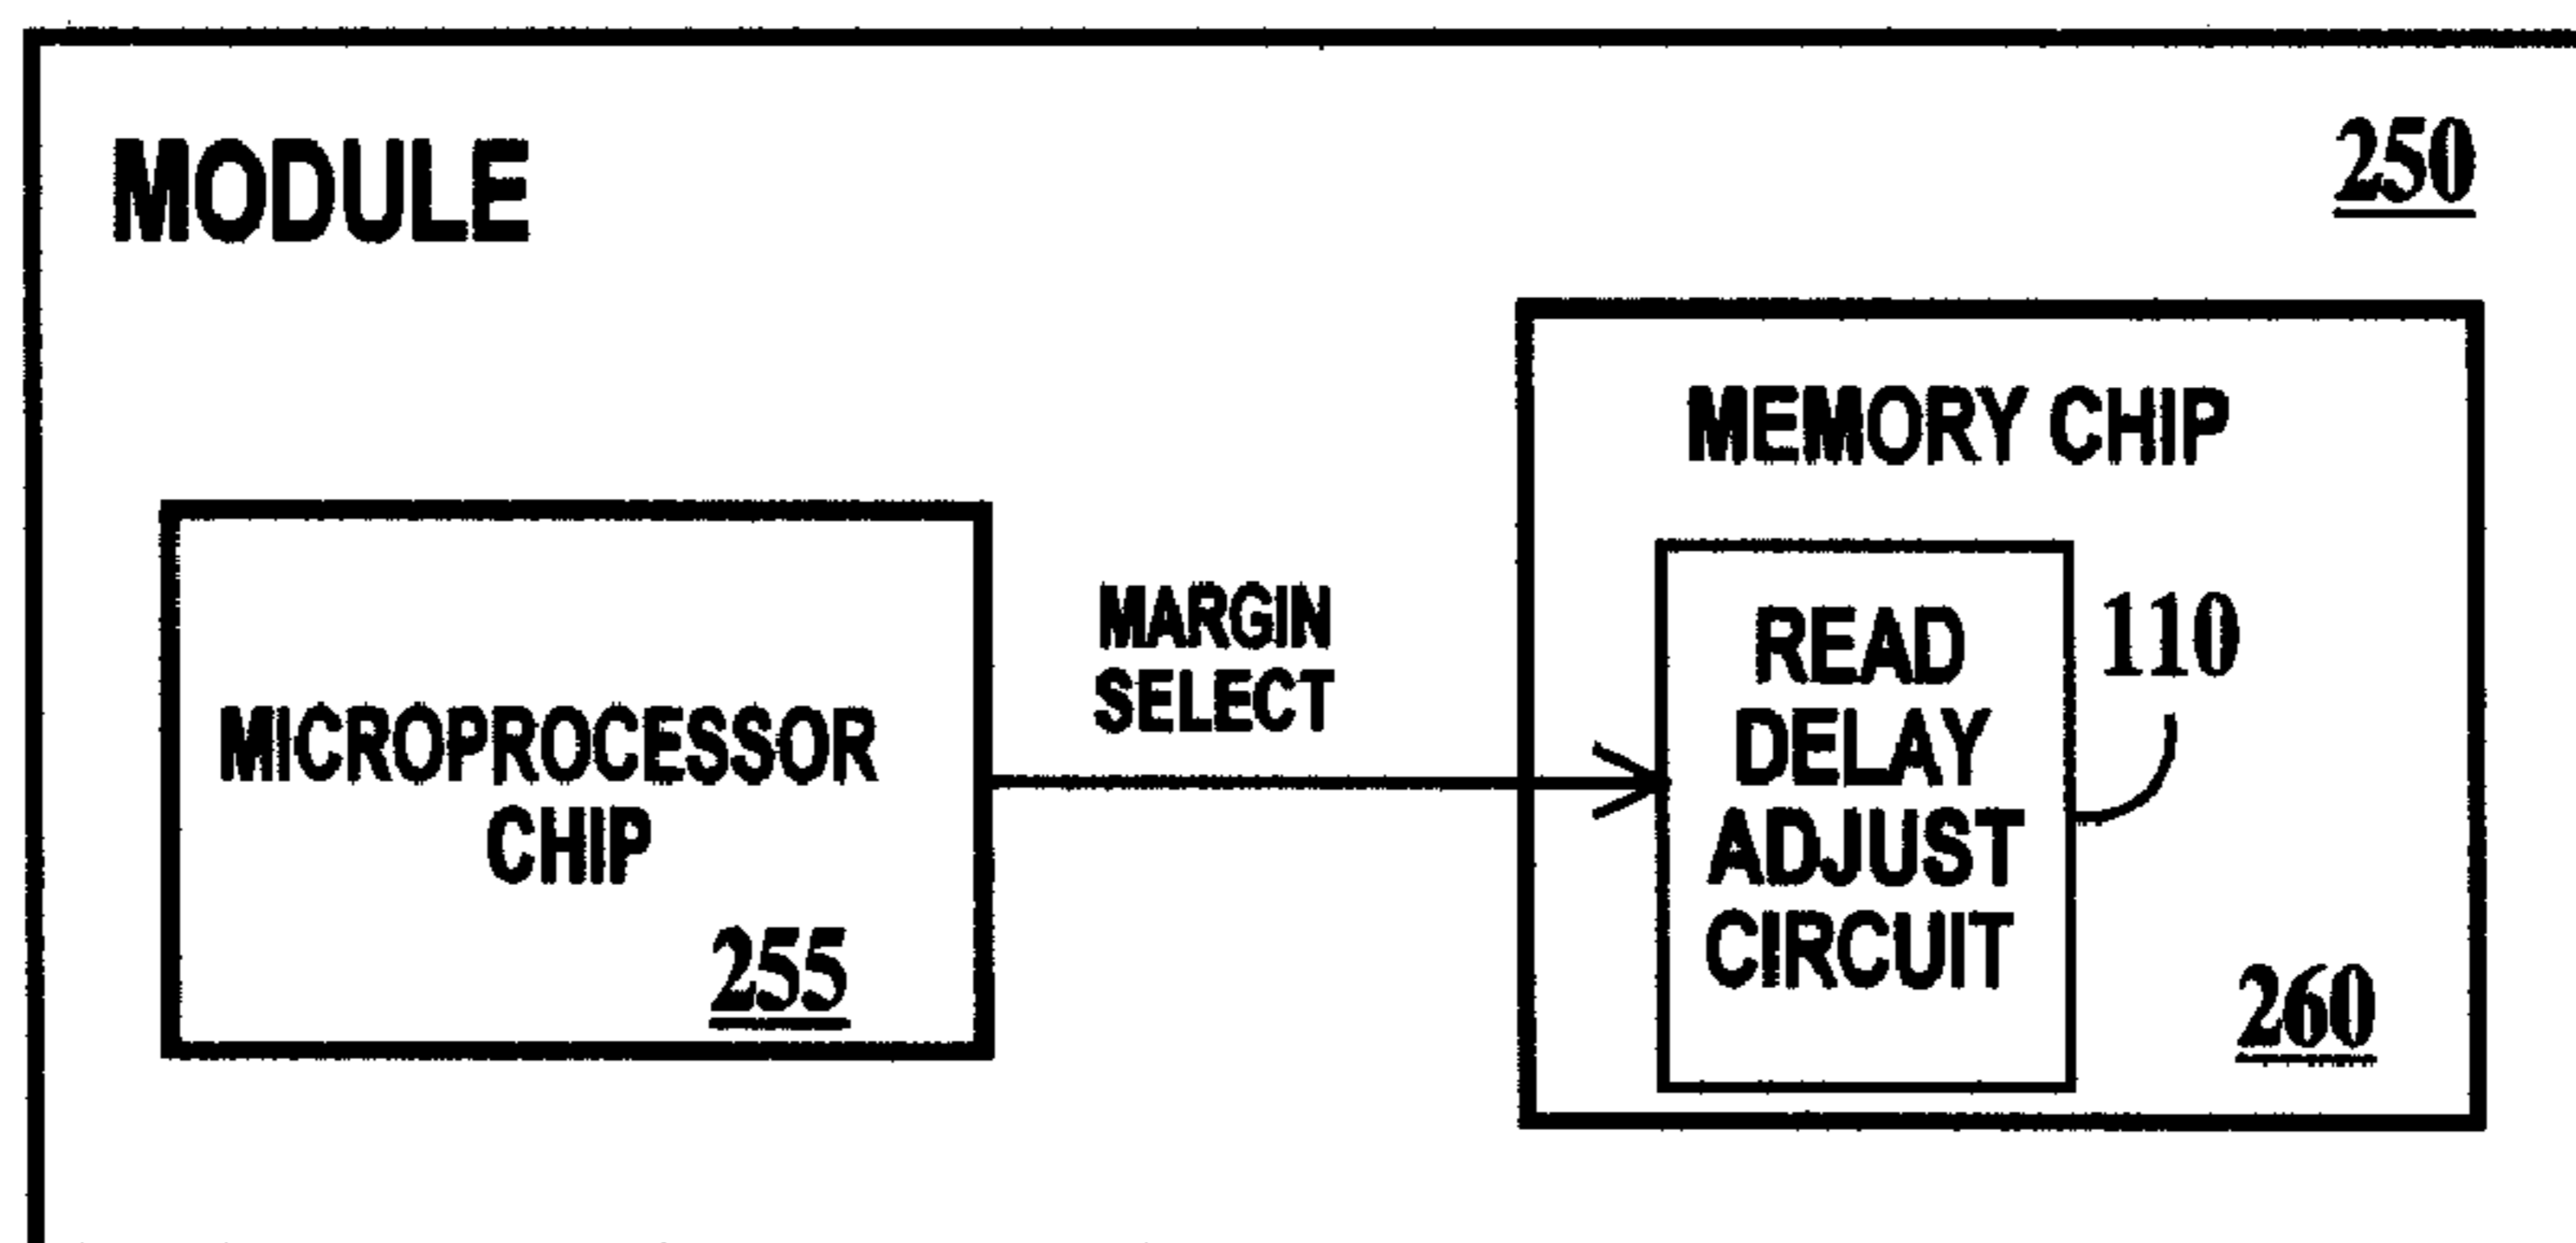 MODULE
250
MEMORY CHIP
MICROPROCESSOR
CHIP
255
MARGIN
SELECT
READ
DELAY
ADJUST
CIRCUIT
110
260